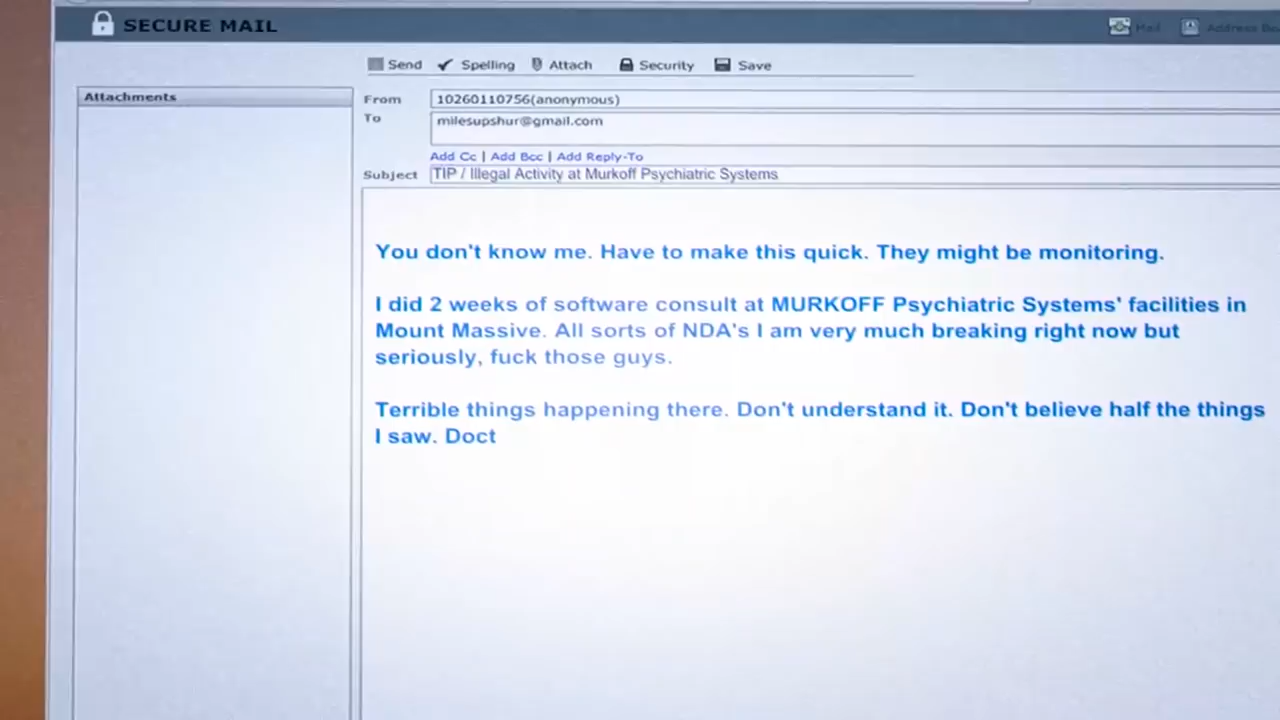 SECURE MAIL
Mail
Send Spelling Attach Security Save
Attachments
From 10260110756(anonymous)
To milesupshur@gmail.com
Add Cc | Add Bcc | Add Reply-To
Subject TIP / Illegal Activity at Murkoff Psychiatric Systems
You don't know me. Have to make this quick. They might be monitoring.
I did 2 weeks of software consult at MURKOFF Psychiatric Systems' facilities in
Mount Massive. All sorts of NDA's I am very much breaking right now but
seriously, fuck those guys.
Terrible things happening there. Don't understand it. Don't believe half the things
I saw. Doct